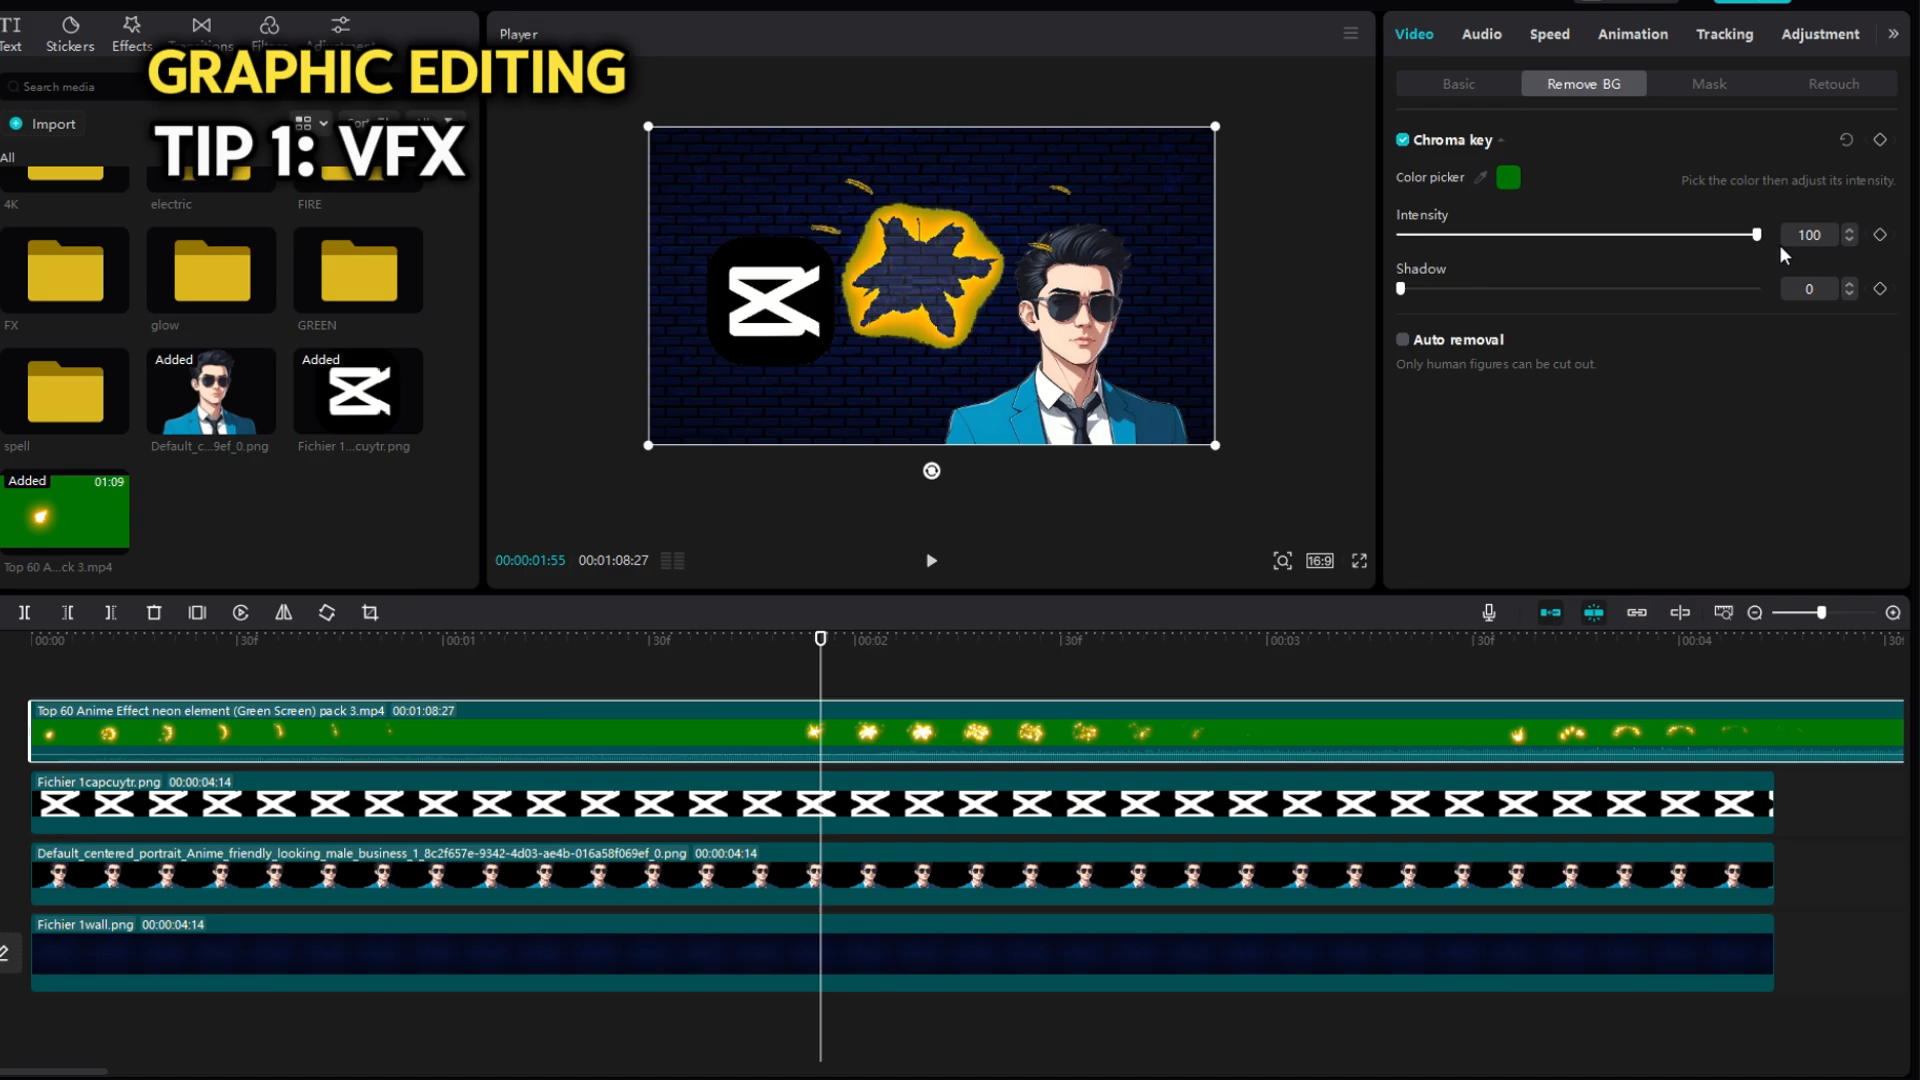 TI
Text
Stickers
Effects
Transitions
GRAPHIC EDITING
TIP 1: VFX
Search media
Import
All
4K
electric
FIRE
FX
glow
GREEN
spell
Added
Default_c...9ef_0.png
Added
Fichier 1...cuytr.png
Added
01:09
Top 60 A...ck 3.mp4
Player
00:00:01:55
00:01:08:27
16:9
Video
Audio
Speed
Animation
Tracking
Adjustment
Basic
Remove BG
Mask
Retouch
Chroma key
Color picker
Pick the color then adjust its intensity.
Intensity
100
Shadow
0
Auto removal
Only human figures can be cut out.
00:00
30f
00:01
30f
00:02
30f
00:03
30f
00:04
30f
Top 60 Anime Effect neon element (Green Screen) pack 3.mp4 00:01:08:27
Fichier 1capcuytr.png 00:00:04:14
Default_centered_portrait_Anime_friendly_looking_male_business_1_8c2f657e-9342-4d03-ae4b-016a58f069ef_0.png 00:00:04:14
Fichier 1wall.png 00:00:04:14